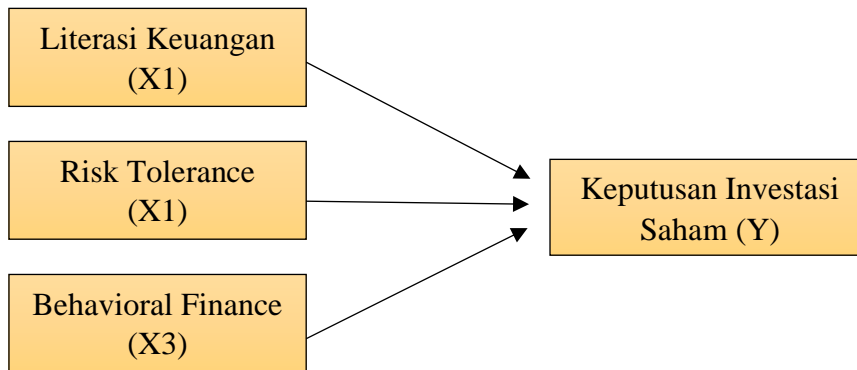 Literasi Keuangan
(X1)
Risk Tolerance
(X1)
Behavioral Finance
(X3)
Keputusan Investasi
Saham (Y)